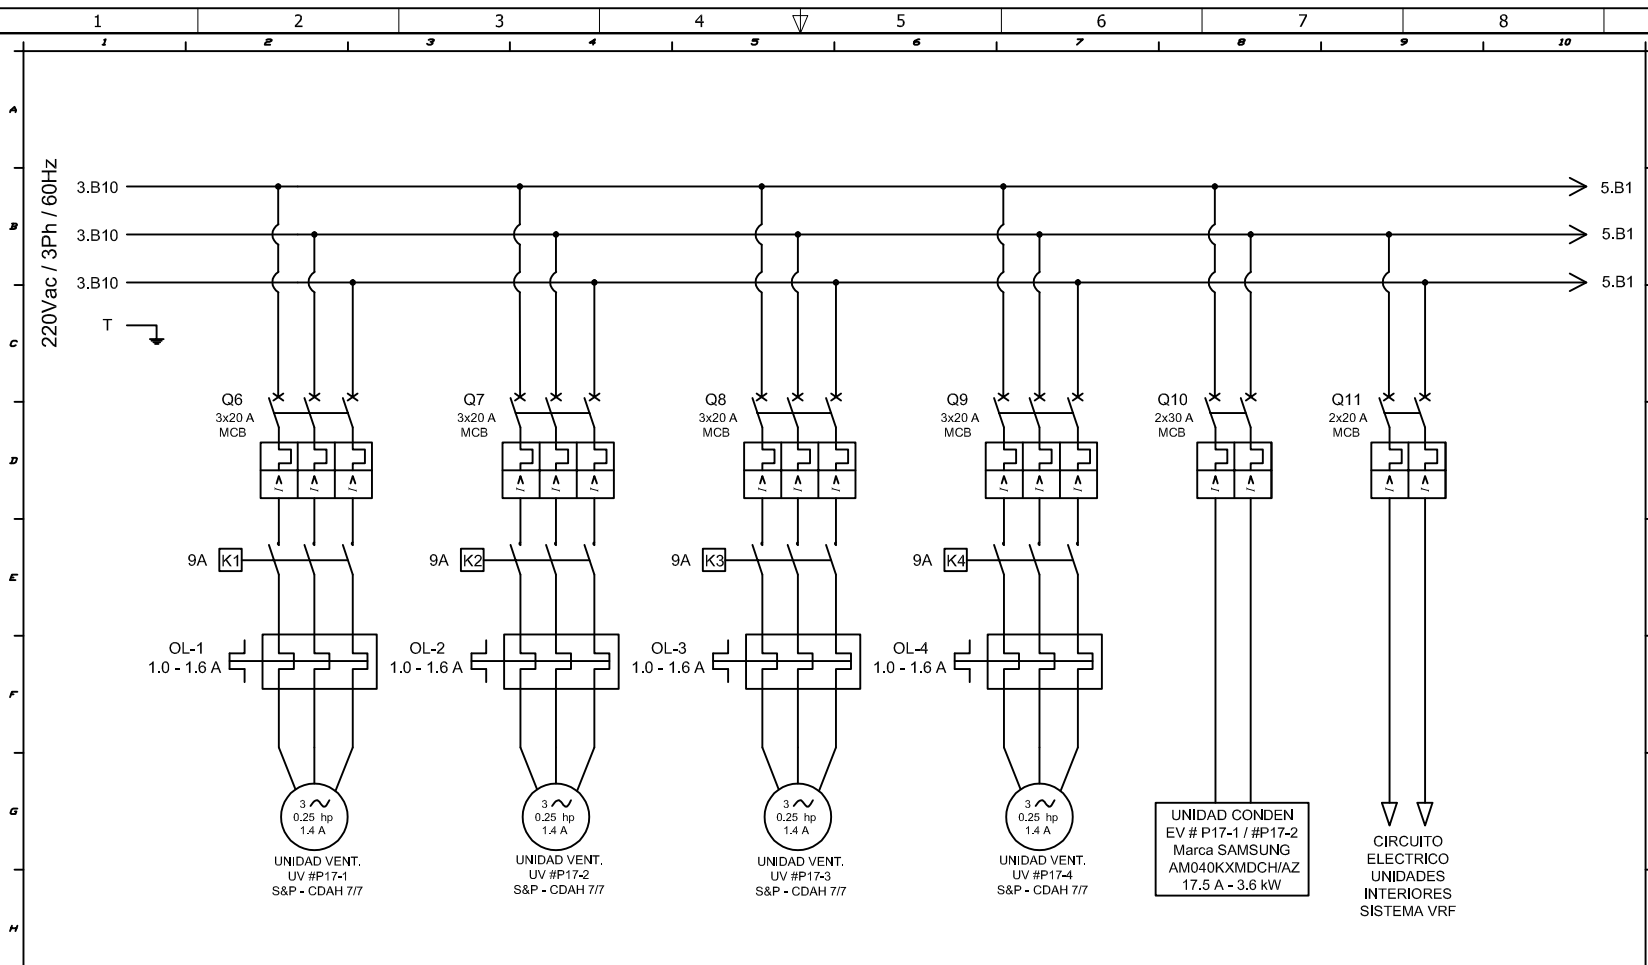 1 2 3 4 5 6 7 8
1 2 3 4 5 6 7 8 9 10
A
B
C
D
E
F
G
H
220Vac / 3Ph / 60Hz
3.B10 5.B1
3.B10 5.B1
3.B10 5.B1
T
Q6
3x20 A
MCB
Q7
3x20 A
MCB
Q8
3x20 A
MCB
Q9
3x20 A
MCB
Q10
2x30 A
MCB
Q11
2x20 A
MCB
I> I> I>
I> I> I>
I> I> I>
I> I> I>
I> I>
I> I>
9A K1
9A K2
9A K3
9A K4
OL-1
1.0 - 1.6 A
OL-2
1.0 - 1.6 A
OL-3
1.0 - 1.6 A
OL-4
1.0 - 1.6 A
3
0.25 hp
1.4 A
UNIDAD VENT.
UV #P17-1
S&P - CDAH 7/7
3
0.25 hp
1.4 A
UNIDAD VENT.
UV #P17-2
S&P - CDAH 7/7
3
0.25 hp
1.4 A
UNIDAD VENT.
UV #P17-3
S&P - CDAH 7/7
3
0.25 hp
1.4 A
UNIDAD VENT.
UV #P17-4
S&P - CDAH 7/7
UNIDAD CONDEN
EV # P17-1 / #P17-2
Marca SAMSUNG
AM040KXMDCH/AZ
17.5 A - 3.6 kW
CIRCUITO
ELECTRICO
UNIDADES
INTERIORES
SISTEMA VRF